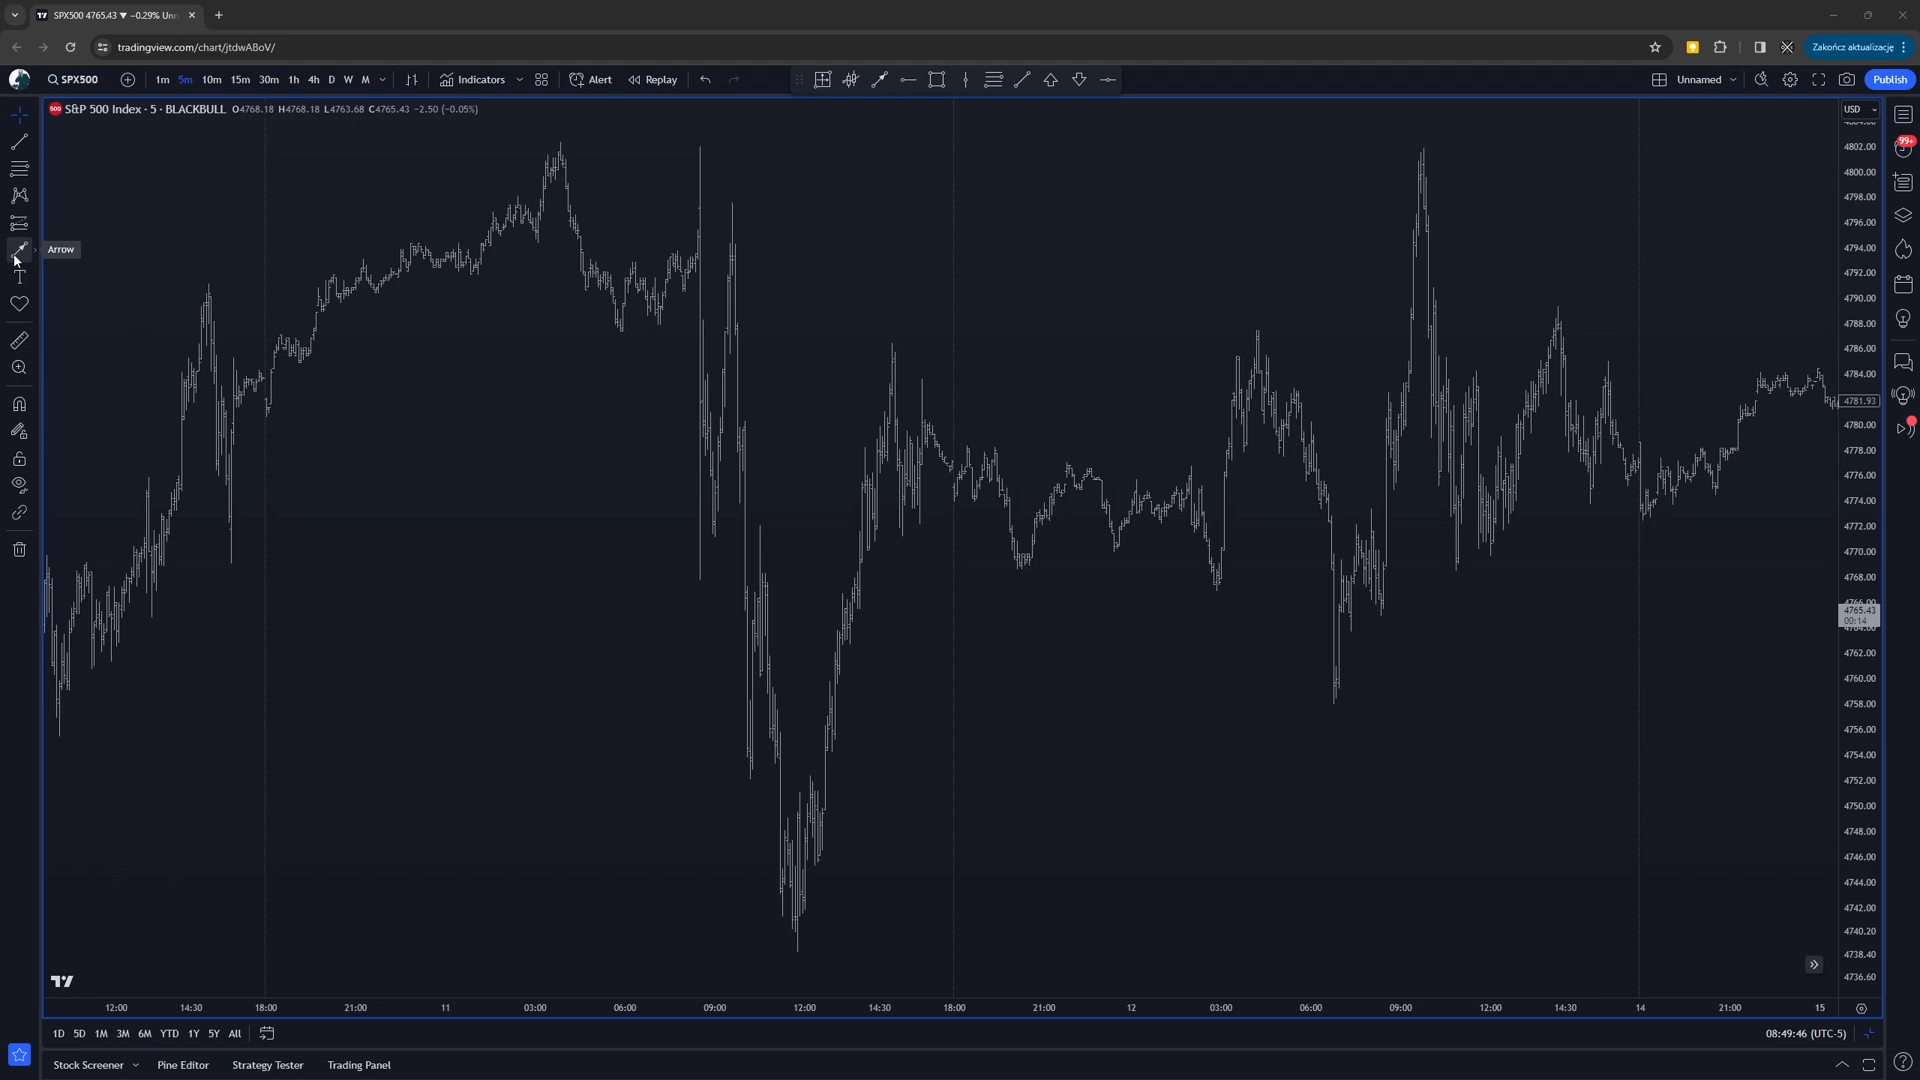 SPX500 4765.43 ▼ −0.29% Unn
tradingview.com/chart/jtdwABoV/
Zakończ aktualizację
SPX500
1m 5m 10m 15m 30m 1h 4h D W M
Indicators
Alert
Replay
Unnamed
Publish
S&P 500 Index · 5 · BLACKBULL O4768.18 H4768.18 L4763.68 C4765.43 −2.50 (−0.05%)
USD
99+
Arrow
4802.00
4800.00
4798.00
4796.00
4794.00
4792.00
4790.00
4788.00
4786.00
4784.00
4781.93
4780.00
4778.00
4776.00
4774.00
4772.00
4770.00
4768.00
4766.00
4765.43
00:14
4764.00
4762.00
4760.00
4758.00
4756.00
4754.00
4752.00
4750.00
4748.00
4746.00
4744.00
4742.00
4740.20
4738.40
4736.60
12:00 14:30 18:00 21:00 11 03:00 06:00 09:00 12:00 14:30 18:00 21:00 12 03:00 06:00 09:00 12:00 14:30 14 21:00 15
1D 5D 1M 3M 6M YTD 1Y 5Y All
08:49:46 (UTC-5)
Stock Screener
Pine Editor
Strategy Tester
Trading Panel